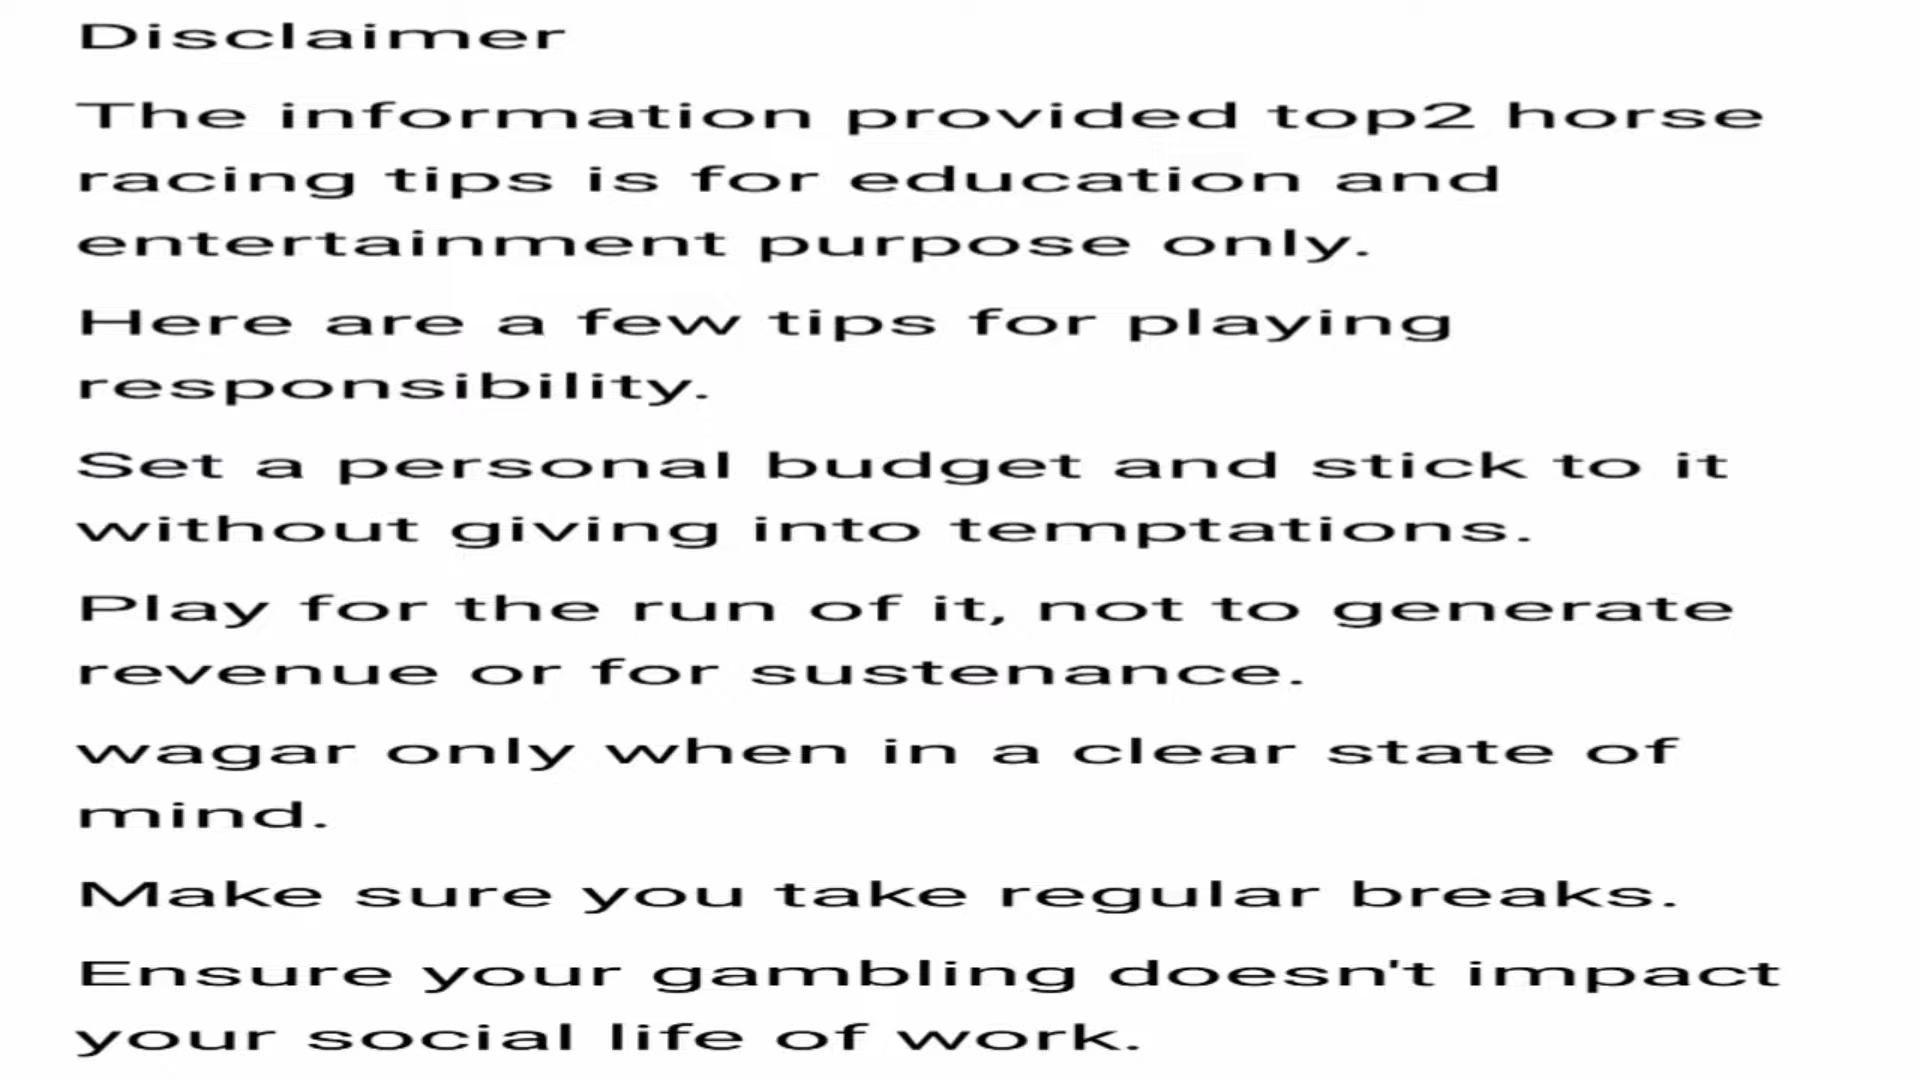 Disclaimer
The information provided top2 horse
racing tips is for education and
entertainment purpose only.
Here are a few tips for playing
responsibility.
Set a personal budget and stick to it
without giving into temptations.
Play for the run of it, not to generate
revenue or for sustenance.
wagar only when in a clear state of
mind.
Make sure you take regular breaks.
Ensure your gambling doesn't impact
your social life of work.